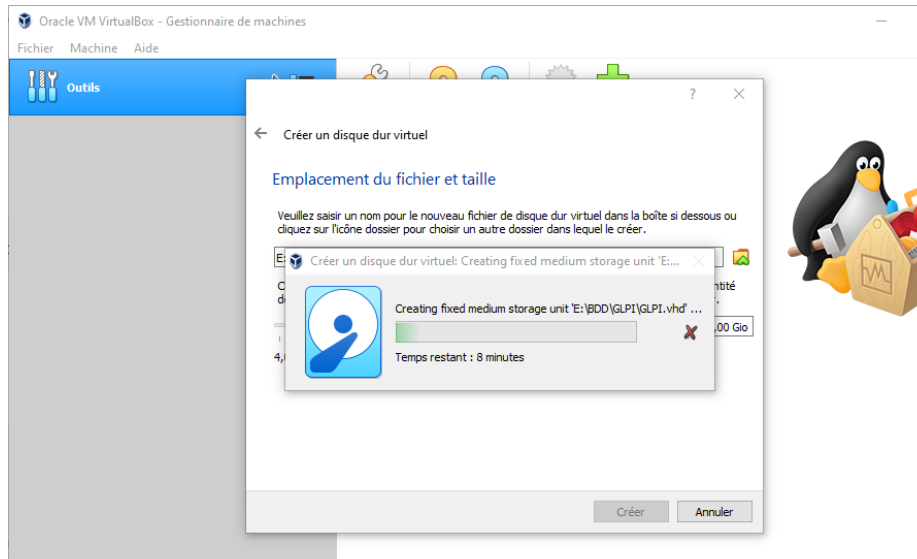 Oracle VM VirtualBox - Gestionnaire de machines
Fichier Machine Aide
Outils
Créer un disque dur virtuel
Emplacement du fichier et taille
Veuillez saisir un nom pour le nouveau fichier de disque dur virtuel dans la boîte si dessous ou
cliquez sur l'icône dossier pour choisir un autre dossier dans lequel le créer.
Créer un disque dur virtuel: Creating fixed medium storage unit 'E:...
Creating fixed medium storage unit 'E:\BDD\GLPI\GLPI.vhd' ...
,00 Gio
Temps restant : 8 minutes
Créer Annuler